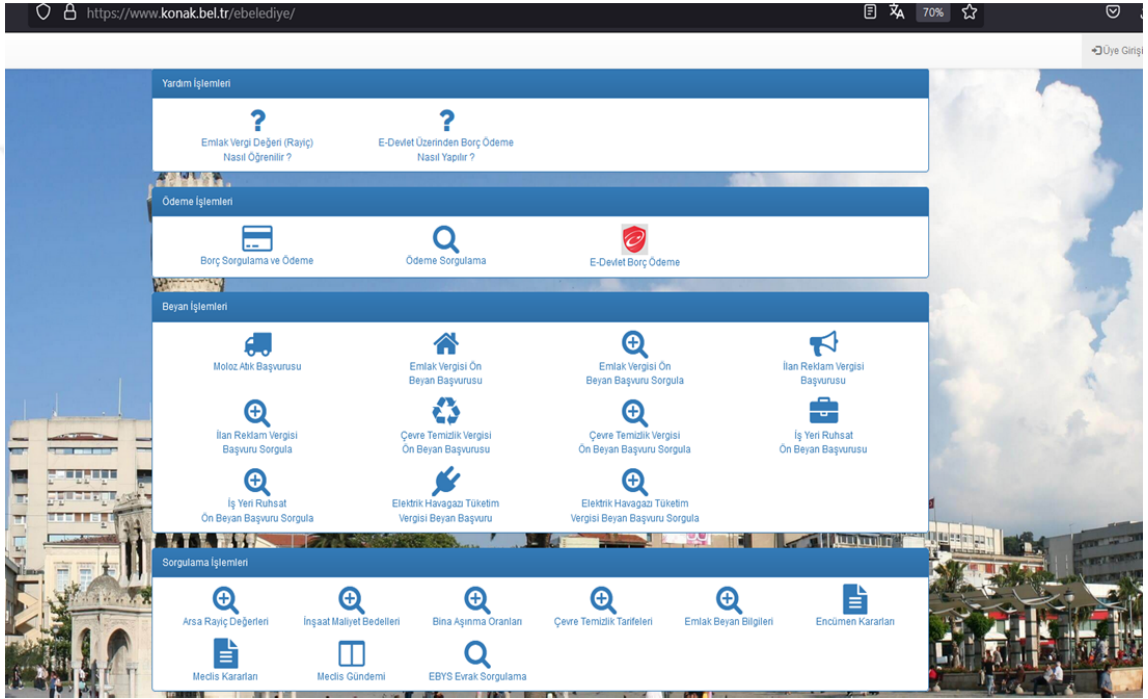 https://www.konak.bel.tr/ebelediye/
70%
Üye Girişi
Yardım İşlemleri
Emlak Vergi Değeri (Rayiç)
Nasıl Öğrenilir ?
E-Devlet Üzerinden Borç Ödeme
Nasıl Yapılır ?
Ödeme İşlemleri
Borç Sorgulama ve Ödeme
Ödeme Sorgulama
E-Devlet Borç Ödeme
Beyan İşlemleri
Moloz Atık Başvurusu
Emlak Vergisi Ön
Beyan Başvurusu
Emlak Vergisi Ön
Beyan Başvuru Sorgula
İlan Reklam Vergisi
Başvurusu
İlan Reklam Vergisi
Başvuru Sorgula
Çevre Temizlik Vergisi
Ön Beyan Başvurusu
Çevre Temizlik Vergisi
Ön Beyan Başvuru Sorgula
İş Yeri Ruhsat
Ön Beyan Başvurusu
İş Yeri Ruhsat
Ön Beyan Başvuru Sorgula
Elektrik Havagazı Tüketim
Vergisi Beyan Başvuru
Elektrik Havagazı Tüketim
Vergisi Beyan Başvuru Sorgula
Sorgulama İşlemleri
Arsa Rayiç Değerleri
İnşaat Maliyet Bedelleri
Bina Aşınma Oranları
Çevre Temizlik Tarifeleri
Emlak Beyan Bilgileri
Encümen Kararları
Meclis Kararları
Meclis Gündemi
EBYS Evrak Sorgulama